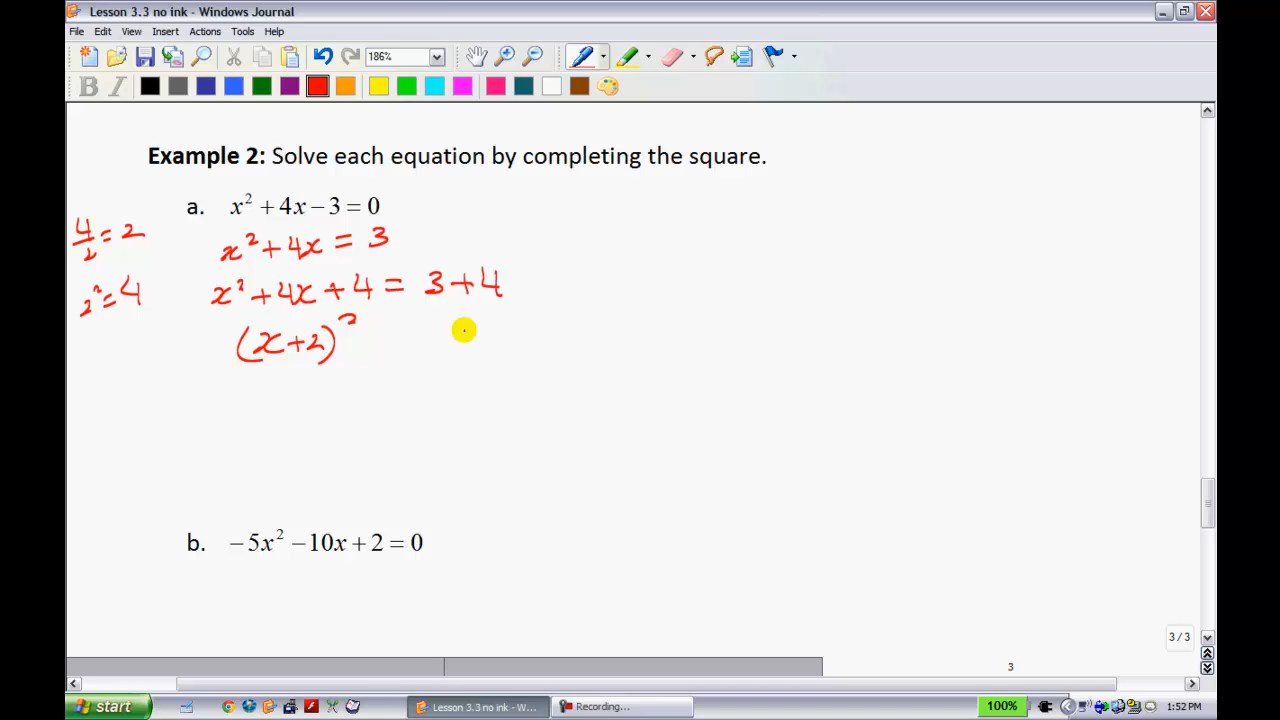 Lesson 3.3 no ink - Windows Journal
File Edit View Insert Actions Tools Help
186%
B I
Example 2: Solve each equation by completing the square.
a. x² + 4x − 3 = 0
4/2 = 2
x² + 4x = 3
2² = 4
x² + 4x + 4 = 3 + 4
(x + 2)²
b. −5x² − 10x + 2 = 0
3 / 3
3
start
Lesson 3.3 no ink - W...
Recording...
100%
1:52 PM